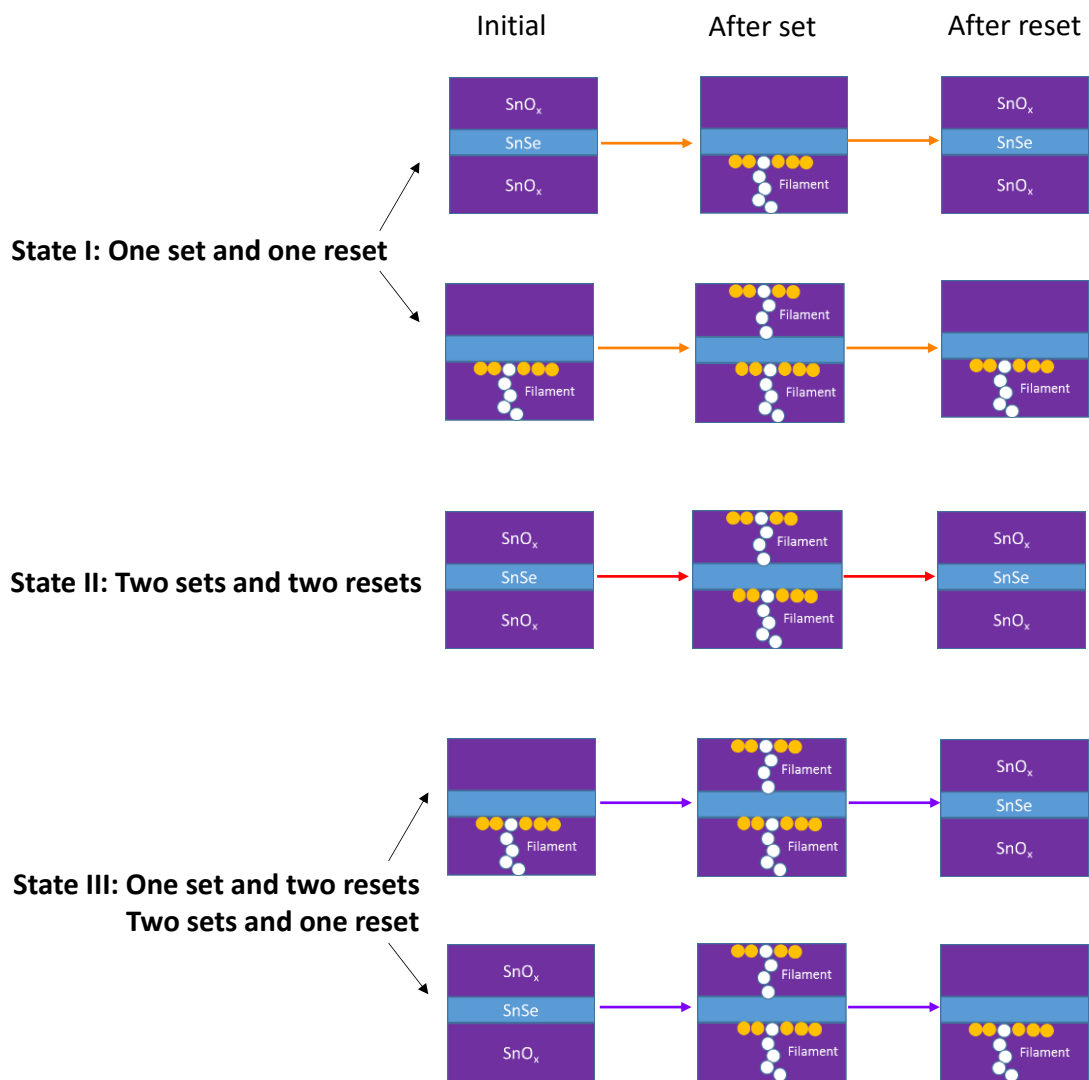 Initial After set After reset
SnOₓ SnOₓ
SnSe SnSe
SnOₓ Filament SnOₓ
State I: One set and one reset
Filament
Filament Filament Filament
SnOₓ Filament SnOₓ
State II: Two sets and two resets SnSe SnSe
SnOₓ Filament SnOₓ
Filament SnOₓ
SnSe
Filament Filament SnOₓ
State III: One set and two resets
Two sets and one reset
SnOₓ Filament
SnSe
SnOₓ Filament Filament